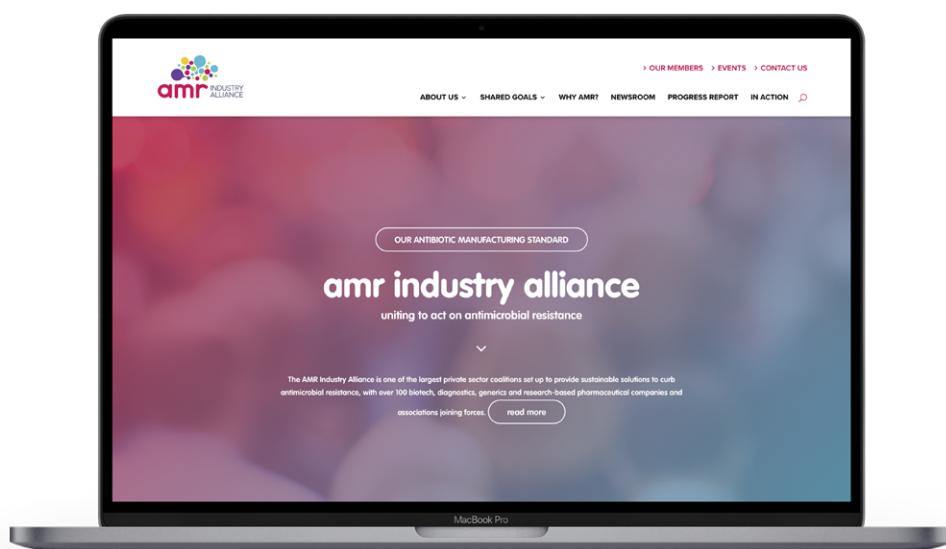 amr INDUSTRY
ALLIANCE
> OUR MEMBERS > EVENTS > CONTACT US
ABOUT US SHARED GOALS WHY AMR? NEWSROOM PROGRESS REPORT IN ACTION
OUR ANTIBIOTIC MANUFACTURING STANDARD
amr industry alliance
uniting to act on antimicrobial resistance
The AMR Industry Alliance is one of the largest private sector coalitions set up to provide sustainable solutions to curb
antimicrobial resistance, with over 100 biotech, diagnostics, generics and research-based pharmaceutical companies and
associations joining forces. read more
MacBook Pro